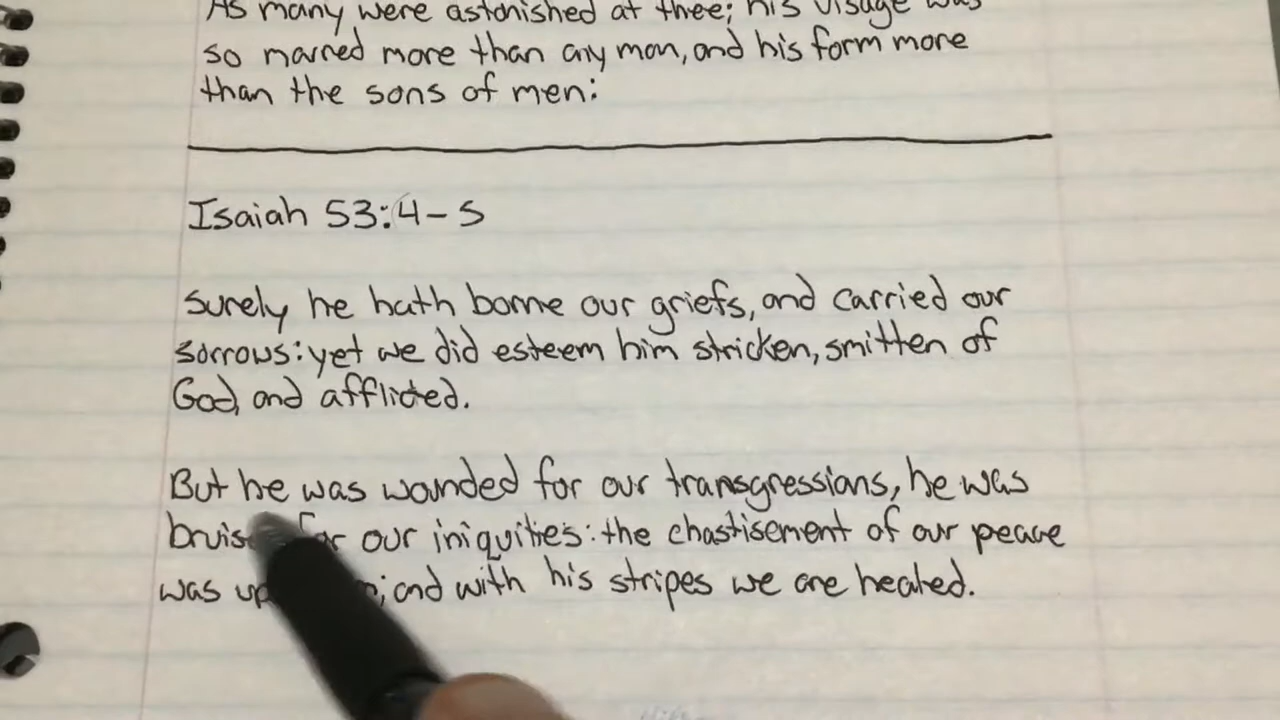 As many were astonished at thee; his visage was
so marred more than any man, and his form more
than the sons of men:
Isaiah 53:4-5
Surely he hath borne our griefs, and carried our
sorrows: yet we did esteem him stricken, smitten of
God, and afflicted.
But he was wounded for our transgressions, he was
our iniquities: the chastisement of our peace
was and with his stripes we are healed.